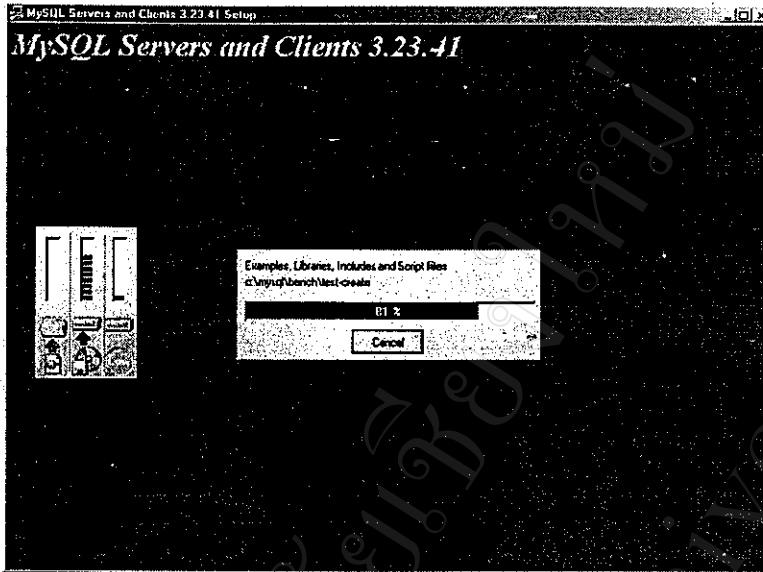 MySQL Servers and Clients 3.23.41 Setup
MySQL Servers and Clients 3.23.41
Examples, Libraries, Includes and Script Files
c:\mysql\bench\test-create
81 %
Cancel